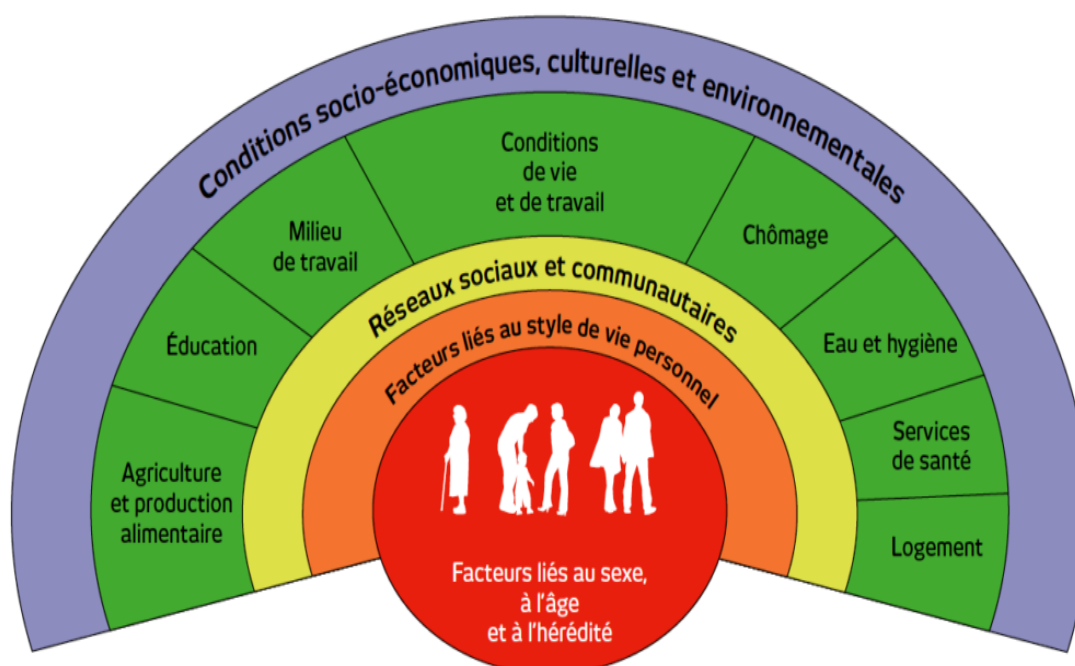 Conditions socio-économiques, culturelles et environnementales
Conditions
de vie
et de travail
Milieu
de travail
Chômage
Éducation
Eau et hygiène
Agriculture
et production
alimentaire
Services
de santé
Logement
Réseaux sociaux et communautaires
Facteurs liés au style de vie personnel
Facteurs liés au sexe,
à l'âge
et à l'hérédité